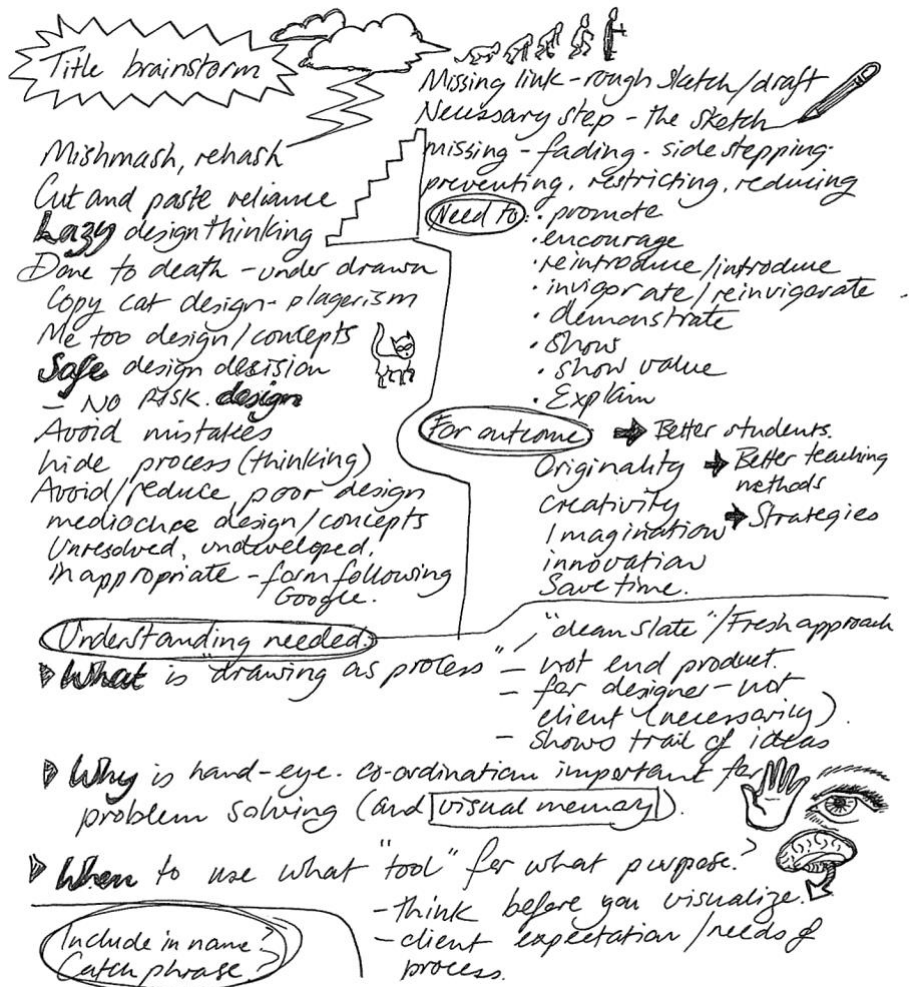 Title brainstorm
Mishmash, rehash
Cut and paste reliance
Lazy design thinking
Done to death - under drawn
Copy cat design - plagerism
Me too design/concepts
Safe design decision
- NO RISK. design
Avoid mistakes
hide process (thinking)
Avoid/reduce poor design
mediochre design/concepts
Unresolved, undeveloped,
inappropriate - form following
Google.
Missing link - rough sketch/draft
Necessary step - the sketch
missing - fading. side stepping.
preventing. restricting. reducing
Need to: • promote
• encourage
• reintroduce/introduce
• invigorate/reinvigorate.
• demonstrate
• show
• show value
• Explain
For outcome → Better students.
Originality → Better teaching
methods
Creativity
Imagination → Strategies
innovation
Save time.
Understanding needed.
What is "drawing as process"
- "clean slate"/Fresh approach
- not end product.
- for designer - not
client (necessarily).
- shows trail of ideas
Why is hand-eye. co-ordination important for
problem solving (and visual memory).
When to use what "tool" for what purpose?
- think before you visualize.
- client expectation/needs of
process.
Include in name?
Catch phrase?